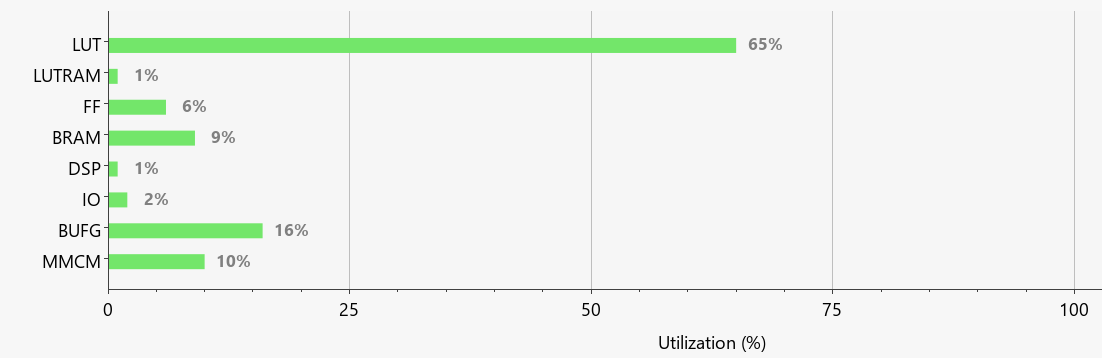 LUT 65%
LUTRAM 1%
FF 6%
BRAM 9%
DSP 1%
IO 2%
BUFG 16%
MMCM 10%
0 25 50 75 100
Utilization (%)